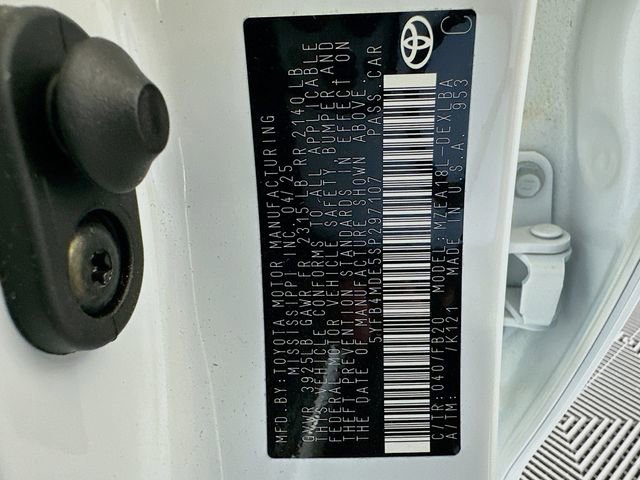 MFD BY:TOYOTA MOTOR MANUFACTURING
MISSISSIPPI INC. 04/25
GVWR 3925LB GAWR FR 2315LB RR 2140LB
THIS VEHICLE CONFORMS TO ALL APPLICABLE
FEDERAL MOTOR VEHICLE SAFETY, BUMPER AND
THEFT PREVENTION STANDARDS IN EFFECT ON
THE DATE OF MANUFACTURE SHOWN ABOVE.
5YFB4MDE5SP297107 PASS.CAR
C/TR:040/FB20 MODEL:MZEA18L-DEXLBA
A/TM: /K121 MADE IN U.S.A. 953
C